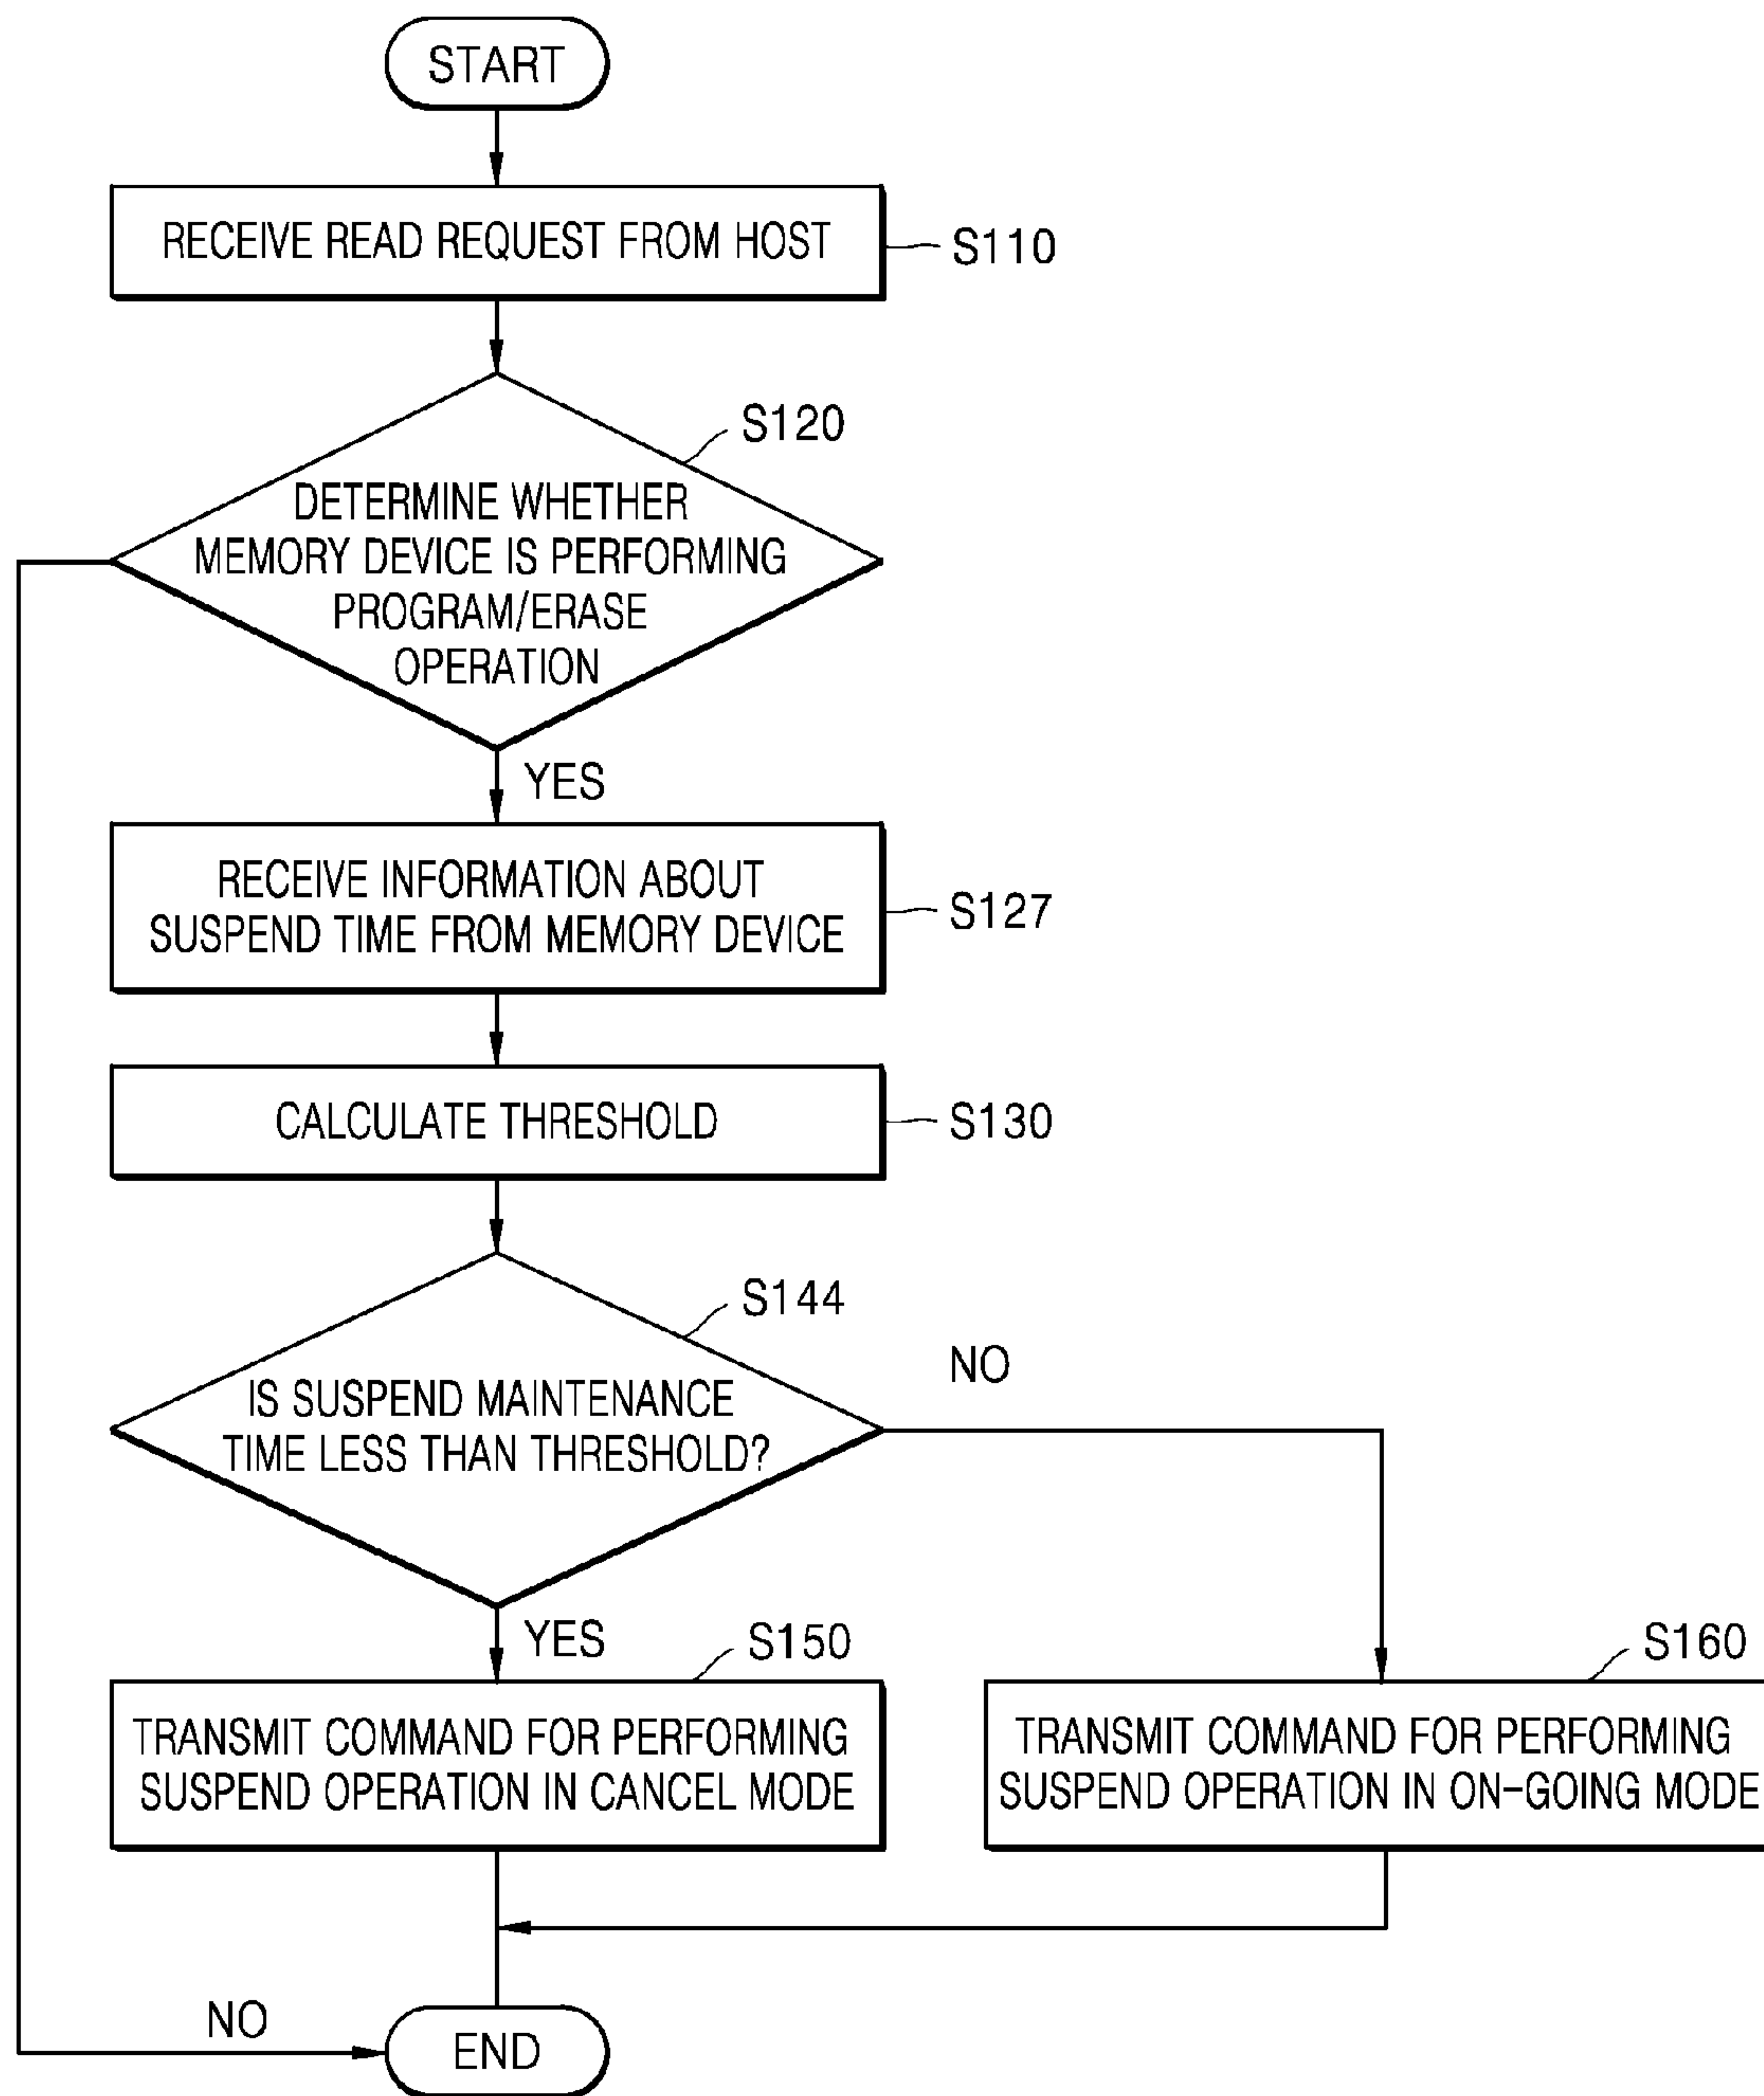 START
RECEIVE READ REQUEST FROM HOST
S110
S120
DETERMINE WHETHER
MEMORY DEVICE IS PERFORMING
PROGRAM/ERASE
OPERATION
YES
RECEIVE INFORMATION ABOUT
SUSPEND TIME FROM MEMORY DEVICE
S127
CALCULATE THRESHOLD
S130
S144
NO
IS SUSPEND MAINTENANCE
TIME LESS THAN THRESHOLD?
YES
S150
S160
TRANSMIT COMMAND FOR PERFORMING
SUSPEND OPERATION IN CANCEL MODE
TRANSMIT COMMAND FOR PERFORMING
SUSPEND OPERATION IN ON-GOING MODE
NO
END